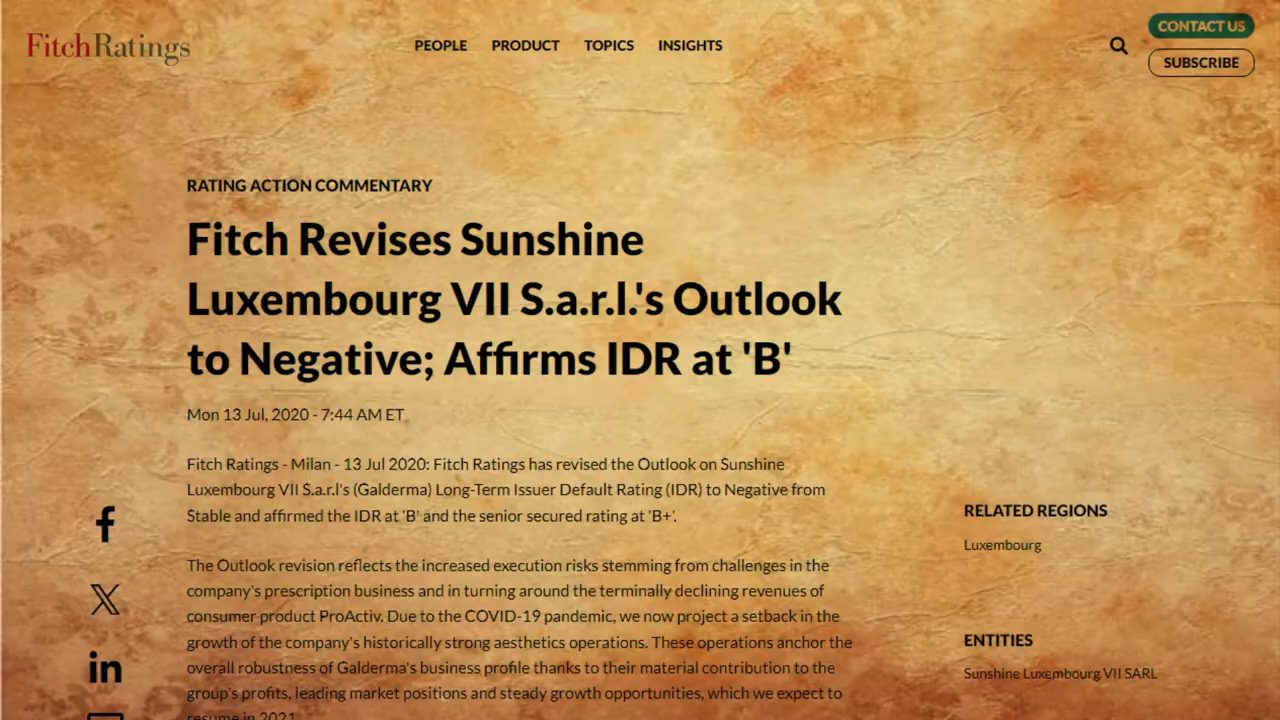 FitchRatings
PEOPLE PRODUCT TOPICS INSIGHTS
CONTACT US
SUBSCRIBE
RATING ACTION COMMENTARY
Fitch Revises Sunshine
Luxembourg VII S.a.r.l.'s Outlook
to Negative; Affirms IDR at 'B'
Mon 13 Jul, 2020 - 7:44 AM ET
Fitch Ratings - Milan - 13 Jul 2020: Fitch Ratings has revised the Outlook on Sunshine
Luxembourg VII S.a.r.l's (Galderma) Long-Term Issuer Default Rating (IDR) to Negative from
Stable and affirmed the IDR at 'B' and the senior secured rating at 'B+'.
The Outlook revision reflects the increased execution risks stemming from challenges in the
company's prescription business and in turning around the terminally declining revenues of
consumer product ProActiv. Due to the COVID-19 pandemic, we now project a setback in the
growth of the company's historically strong aesthetics operations. These operations anchor the
overall robustness of Galderma's business profile thanks to their material contribution to the
group's profits, leading market positions and steady growth opportunities, which we expect to
resume in 2021.
RELATED REGIONS
Luxembourg
ENTITIES
Sunshine Luxembourg VII SARL